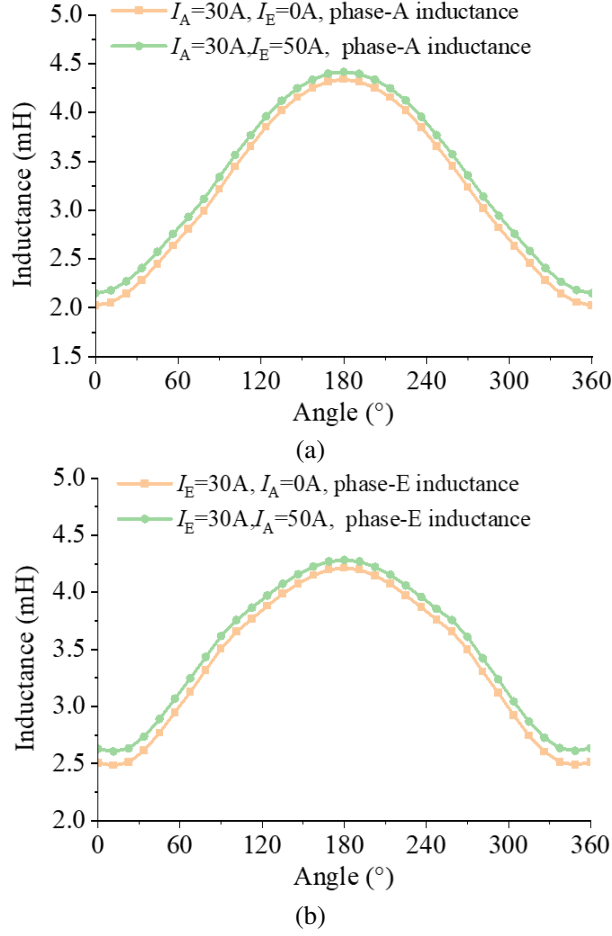 5.0
4.5
4.0
3.5
3.0
2.5
2.0
1.5
Inductance (mH)
I_A=30A, I_E=0A, phase-A inductance
I_A=30A,I_E=50A, phase-A inductance
0 60 120 180 240 300 360
Angle (°)
(a)
5.0
4.5
4.0
3.5
3.0
2.5
2.0
Inductance (mH)
I_E=30A, I_A=0A, phase-E inductance
I_E=30A,I_A=50A, phase-E inductance
0 60 120 180 240 300 360
Angle (°)
(b)